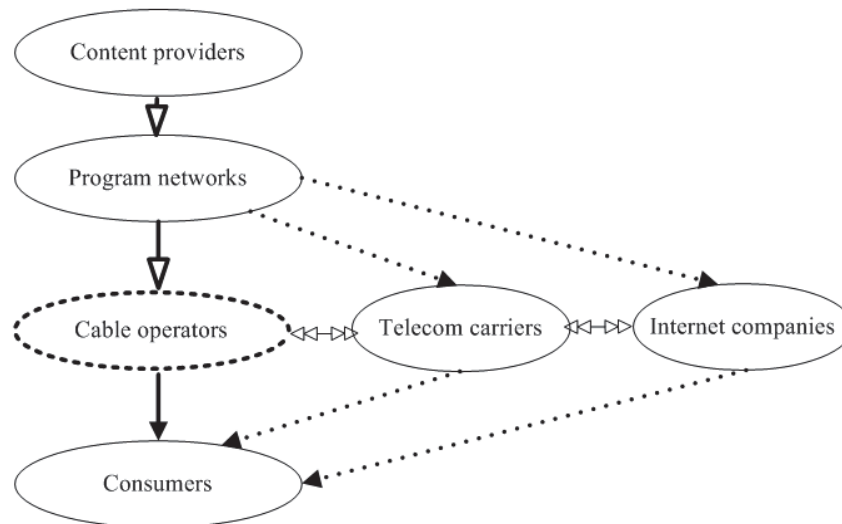 Content providers
Program networks
Cable operators
Telecom carriers
Internet companies
Consumers